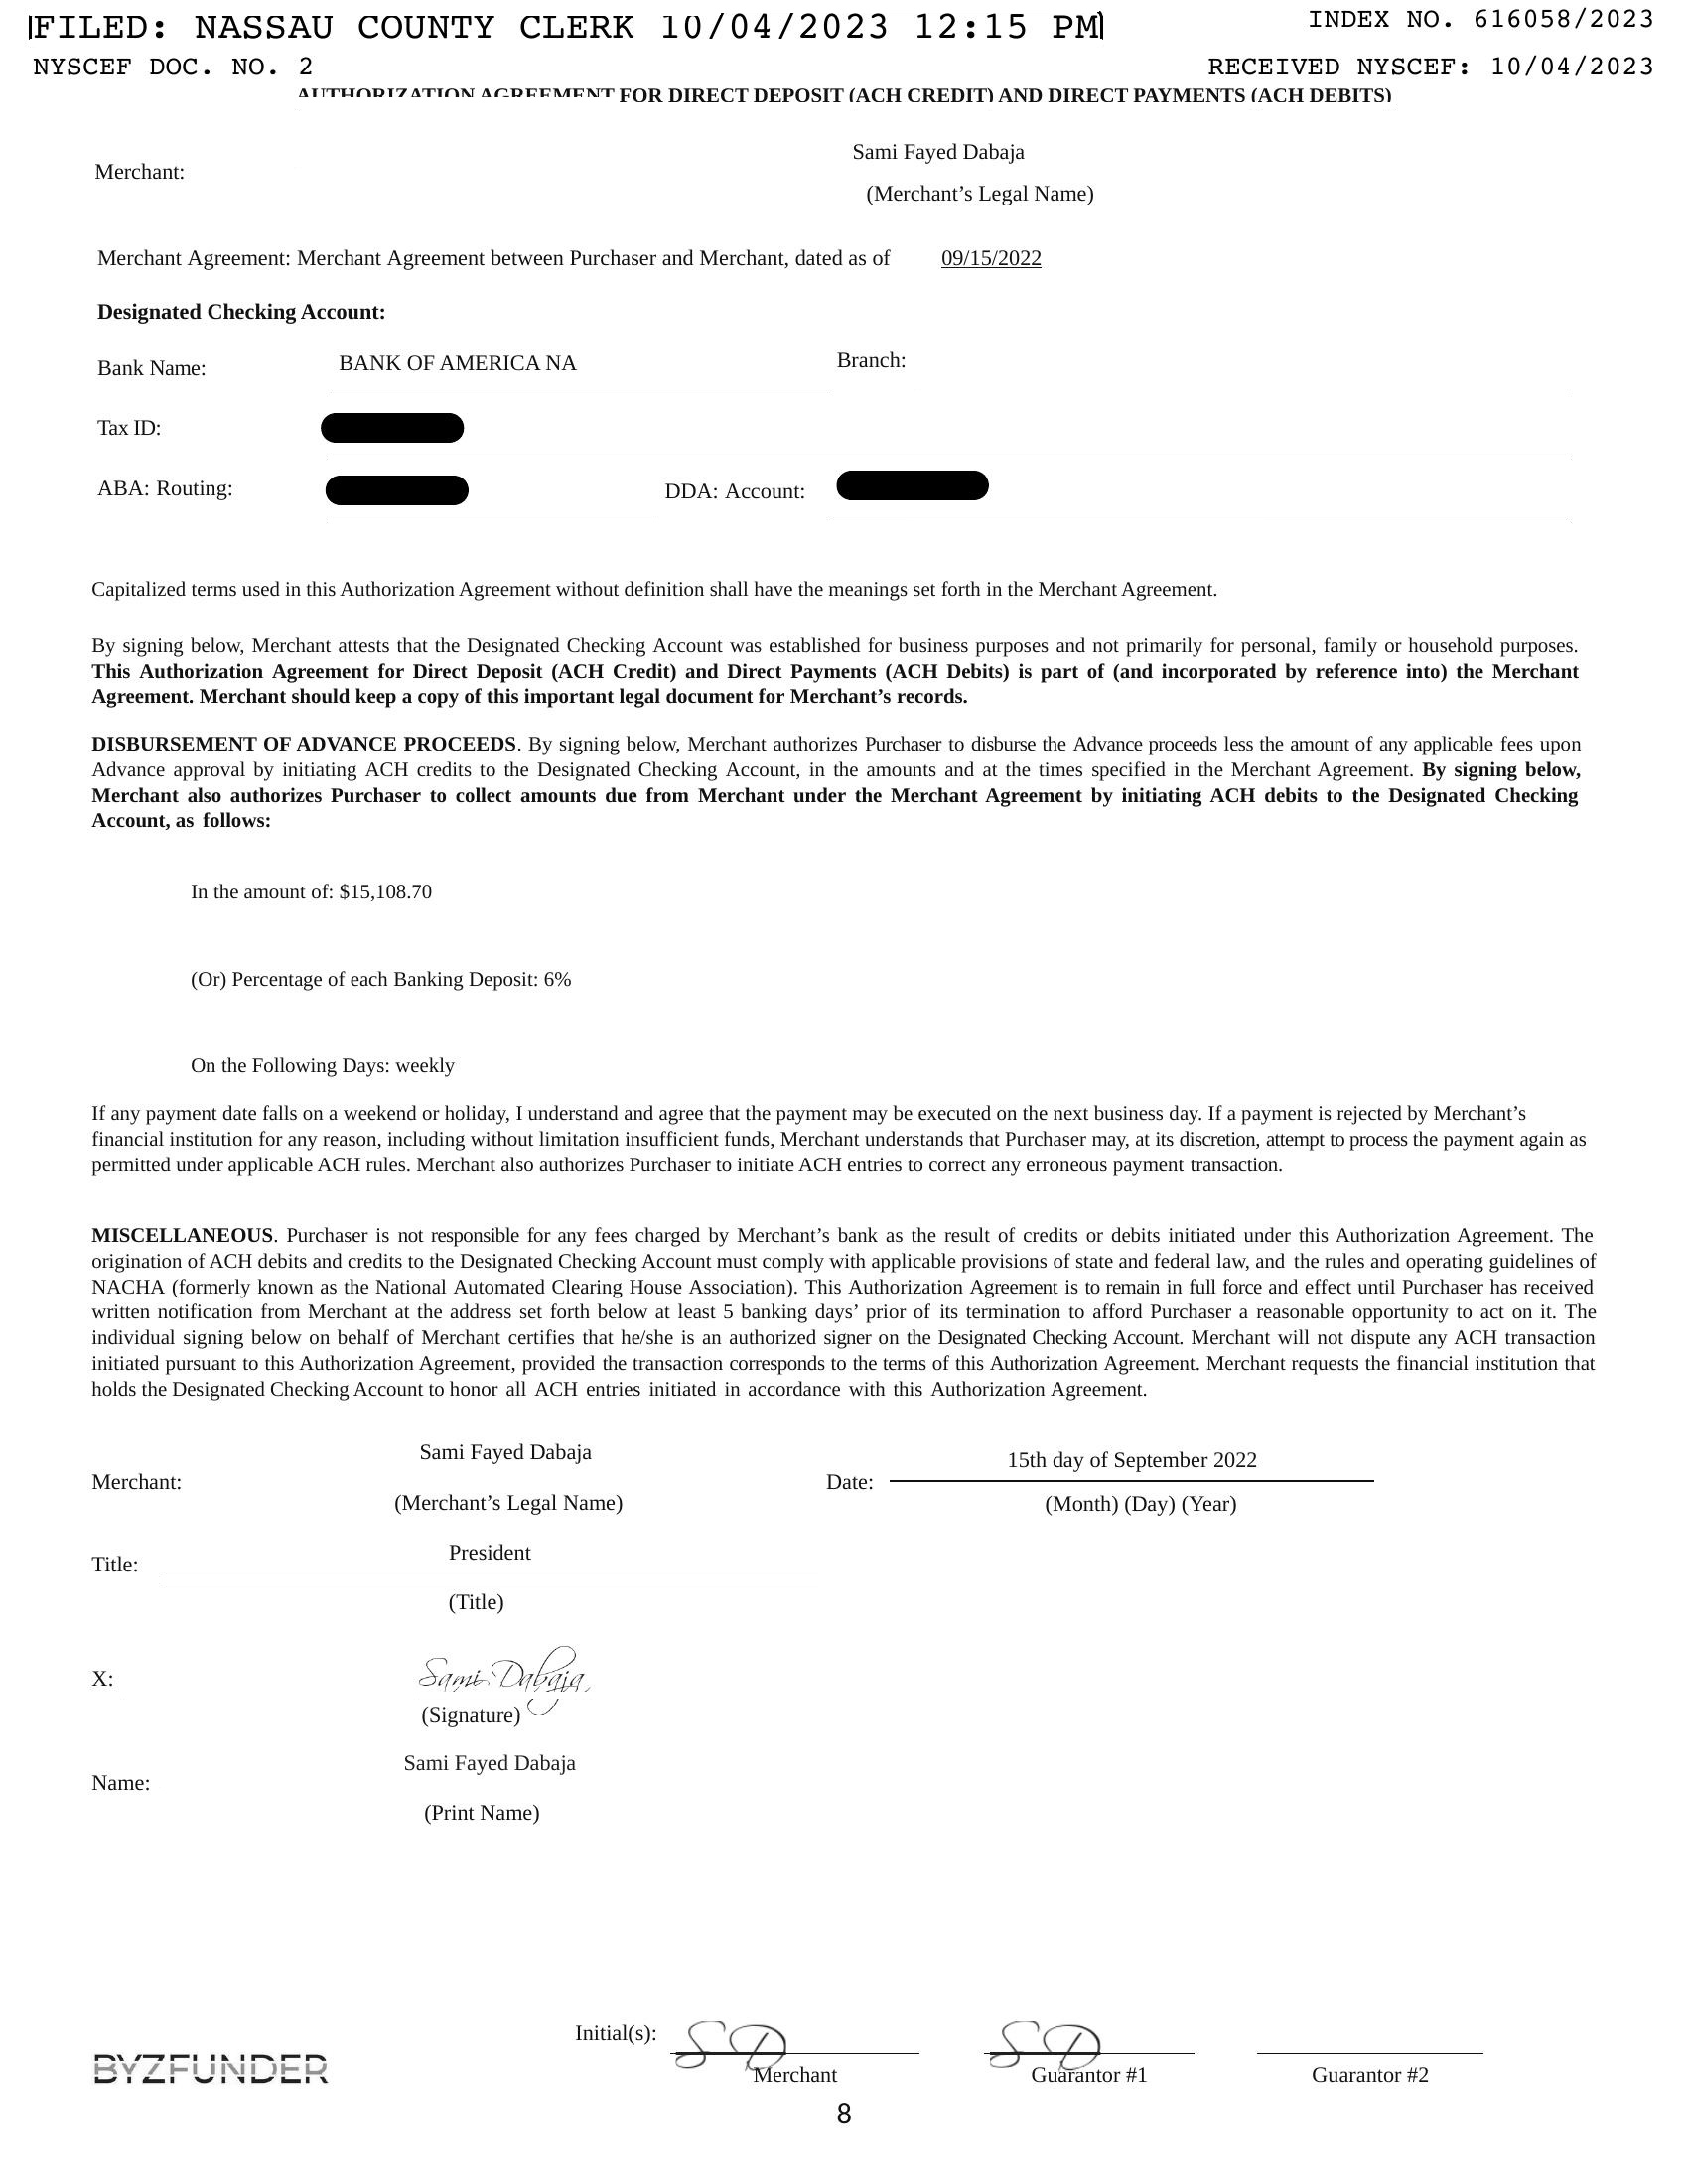 FILED: NASSAU COUNTY CLERK 10/04/2023 12:15 PM
INDEX NO. 616058/2023
NYSCEF DOC. NO. 2
RECEIVED NYSCEF: 10/04/2023
AUTHORIZATION AGREEMENT FOR DIRECT DEPOSIT (ACH CREDIT) AND DIRECT PAYMENTS (ACH DEBITS)
Sami Fayed Dabaja
Merchant:
(Merchant’s Legal Name)
Merchant Agreement: Merchant Agreement between Purchaser and Merchant, dated as of 09/15/2022
Designated Checking Account:
Bank Name: BANK OF AMERICA NA Branch:
Tax ID:
ABA: Routing: DDA: Account:
Capitalized terms used in this Authorization Agreement without definition shall have the meanings set forth in the Merchant Agreement.
By signing below, Merchant attests that the Designated Checking Account was established for business purposes and not primarily for personal, family or household purposes.
This Authorization Agreement for Direct Deposit (ACH Credit) and Direct Payments (ACH Debits) is part of (and incorporated by reference into) the Merchant
Agreement. Merchant should keep a copy of this important legal document for Merchant’s records.
DISBURSEMENT OF ADVANCE PROCEEDS. By signing below, Merchant authorizes Purchaser to disburse the Advance proceeds less the amount of any applicable fees upon
Advance approval by initiating ACH credits to the Designated Checking Account, in the amounts and at the times specified in the Merchant Agreement. By signing below,
Merchant also authorizes Purchaser to collect amounts due from Merchant under the Merchant Agreement by initiating ACH debits to the Designated Checking
Account, as follows:
In the amount of: $15,108.70
(Or) Percentage of each Banking Deposit: 6%
On the Following Days: weekly
If any payment date falls on a weekend or holiday, I understand and agree that the payment may be executed on the next business day. If a payment is rejected by Merchant’s
financial institution for any reason, including without limitation insufficient funds, Merchant understands that Purchaser may, at its discretion, attempt to process the payment again as
permitted under applicable ACH rules. Merchant also authorizes Purchaser to initiate ACH entries to correct any erroneous payment transaction.
MISCELLANEOUS. Purchaser is not responsible for any fees charged by Merchant’s bank as the result of credits or debits initiated under this Authorization Agreement. The
origination of ACH debits and credits to the Designated Checking Account must comply with applicable provisions of state and federal law, and the rules and operating guidelines of
NACHA (formerly known as the National Automated Clearing House Association). This Authorization Agreement is to remain in full force and effect until Purchaser has received
written notification from Merchant at the address set forth below at least 5 banking days’ prior of its termination to afford Purchaser a reasonable opportunity to act on it. The
individual signing below on behalf of Merchant certifies that he/she is an authorized signer on the Designated Checking Account. Merchant will not dispute any ACH transaction
initiated pursuant to this Authorization Agreement, provided the transaction corresponds to the terms of this Authorization Agreement. Merchant requests the financial institution that
holds the Designated Checking Account to honor all ACH entries initiated in accordance with this Authorization Agreement.
Sami Fayed Dabaja
15th day of September 2022
Merchant:
Date:
(Merchant’s Legal Name)
(Month) (Day) (Year)
President
Title:
(Title)
X: Sami Dabaja
(Signature)
Sami Fayed Dabaja
Name:
(Print Name)
Initial(s): SD SD
Merchant Guarantor #1 Guarantor #2
BYZFUNDER
8